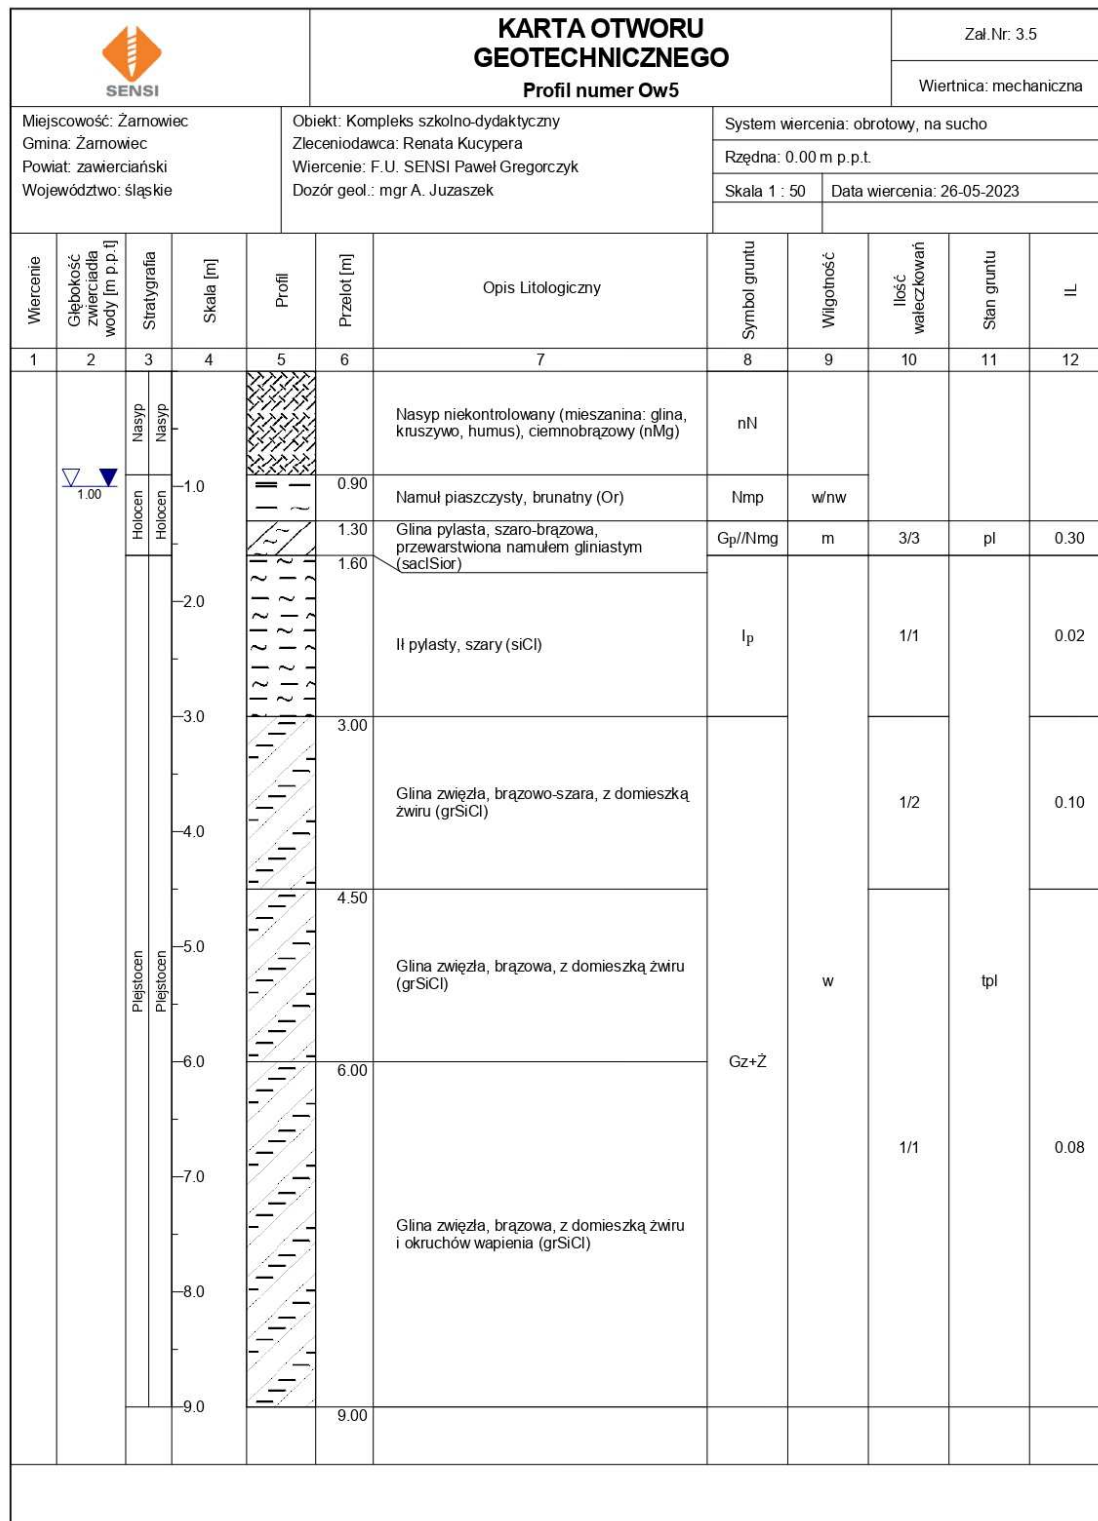 SENSI
KARTA OTWORU
GEOTECHNICZNEGO
Profil numer Ow5
Zał.Nr: 3.5
Wiertnica: mechaniczna
Miejscowość: Żarnowiec
Gmina: Żarnowiec
Powiat: zawierciański
Województwo: śląskie
Obiekt: Kompleks szkolno-dydaktyczny
Zleceniodawca: Renata Kucypera
Wiercenie: F.U. SENSI Paweł Gregorczyk
Dozór geol.: mgr A. Juzaszek
System wiercenia: obrotowy, na sucho
Rzędna: 0.00 m p.p.t.
Skala 1 : 50
Data wiercenia: 26-05-2023
Wiercenie
Głębokość
zwierciadła
wody [m p.p.t]
Stratygrafia
Skala [m]
Profil
Przelot [m]
Opis Litologiczny
Symbol gruntu
Wilgotność
Ilość
wałeczkowań
Stan gruntu
IL
1 2 3 4 5 6 7 8 9 10 11 12
Nasyp
Nasyp
Nasyp niekontrolowany (mieszanina: glina,
kruszywo, humus), ciemnobrązowy (nMg)
nN
1.00
Holocen
Holocen
1.0
0.90
Namuł piaszczysty, brunatny (Or)
Nmp
w/nw
1.30
Glina pylasta, szaro-brązowa,
przewarstwiona namułem gliniastym
(saclSior)
Gp//Nmg
m
3/3
pl
0.30
1.60
2.0
Ił pylasty, szary (siCl)
Ip
1/1
0.02
3.0
3.00
Glina zwięzła, brązowo-szara, z domieszką
żwiru (grSiCl)
1/2
0.10
4.0
4.50
5.0
Plejstocen
Plejstocen
Glina zwięzła, brązowa, z domieszką żwiru
(grSiCl)
w
tpl
6.0
6.00
Gz+Ż
7.0
1/1
0.08
Glina zwięzła, brązowa, z domieszką żwiru
i okruchów wapienia (grSiCl)
8.0
9.0
9.00